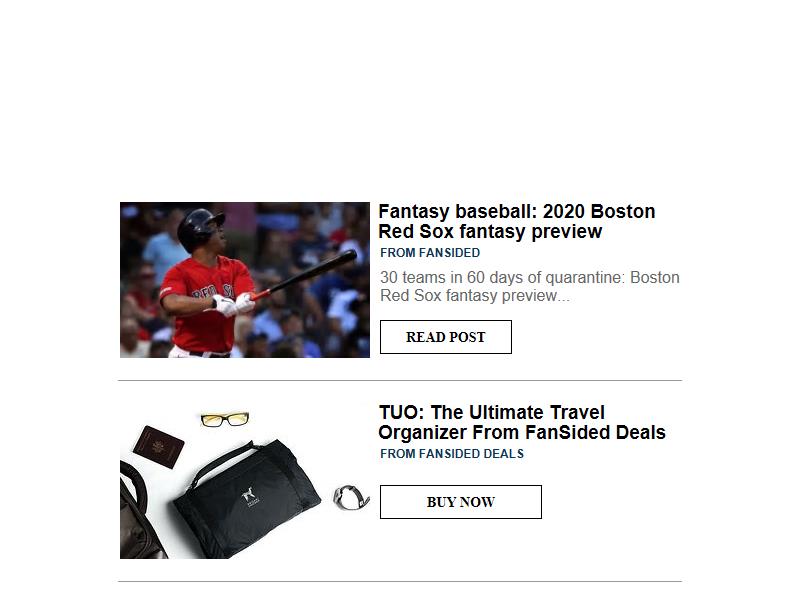 Fantasy baseball: 2020 Boston
Red Sox fantasy preview
FROM FANSIDED
30 teams in 60 days of quarantine: Boston
Red Sox fantasy preview...
READ POST
TUO: The Ultimate Travel
Organizer From FanSided Deals
FROM FANSIDED DEALS
BUY NOW